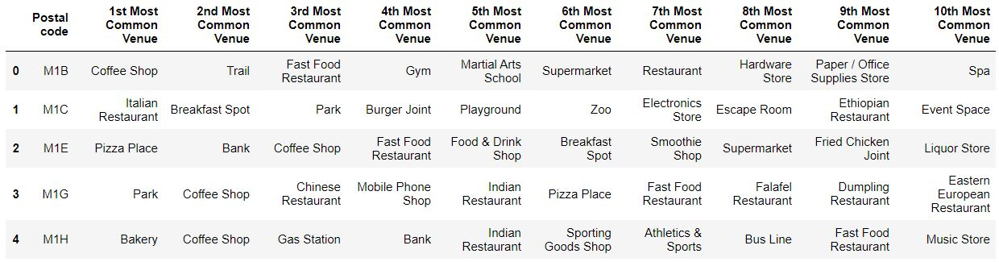 Postal code 1st Most Common Venue 2nd Most Common Venue 3rd Most Common Venue 4th Most Common Venue 5th Most Common Venue 6th Most Common Venue 7th Most Common Venue 8th Most Common Venue 9th Most Common Venue 10th Most Common Venue
0 M1B Coffee Shop Trail Fast Food Restaurant Gym Martial Arts School Supermarket Restaurant Hardware Store Paper / Office Supplies Store Spa
1 M1C Italian Restaurant Breakfast Spot Park Burger Joint Playground Zoo Electronics Store Escape Room Ethiopian Restaurant Event Space
2 M1E Pizza Place Bank Coffee Shop Fast Food Restaurant Food & Drink Shop Breakfast Spot Smoothie Shop Supermarket Fried Chicken Joint Liquor Store
3 M1G Park Coffee Shop Chinese Restaurant Mobile Phone Shop Indian Restaurant Pizza Place Fast Food Restaurant Falafel Restaurant Dumpling Restaurant Eastern European Restaurant
4 M1H Bakery Coffee Shop Gas Station Bank Indian Restaurant Sporting Goods Shop Athletics & Sports Bus Line Fast Food Restaurant Music Store